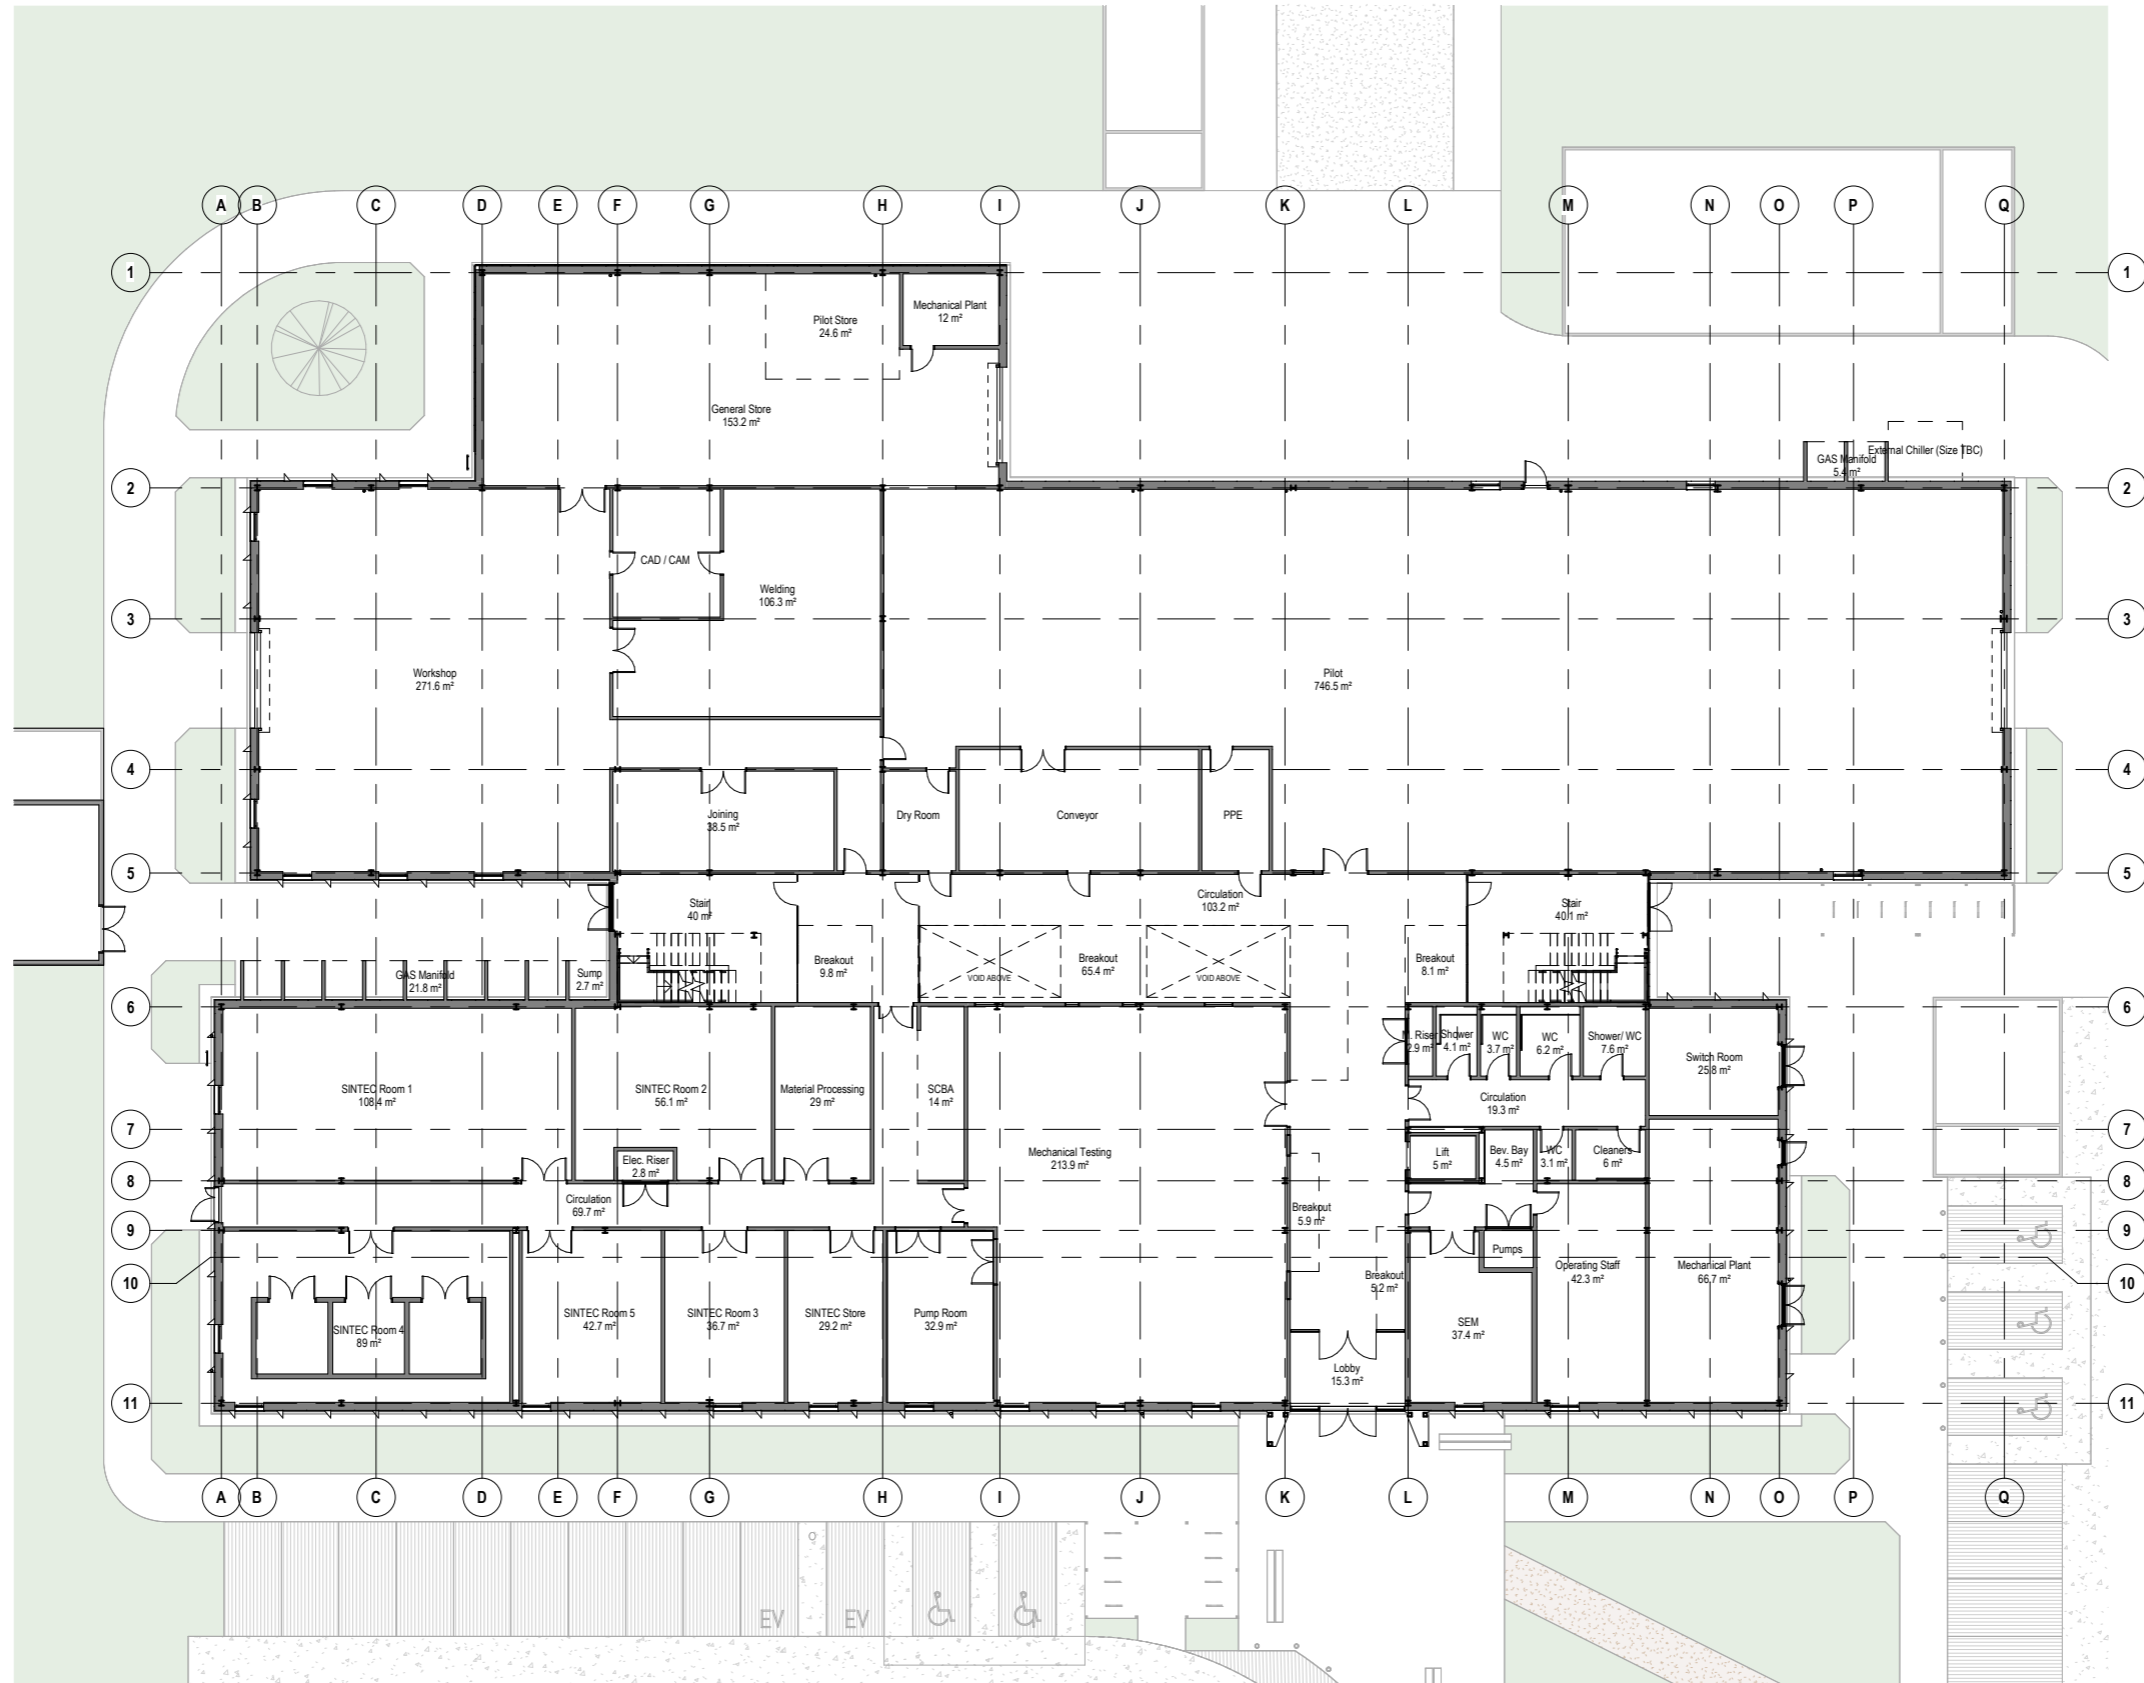 A B C D E F G H I J K L M N O P Q
1 1
Mechanical Plant
12 m²
Pilot Store
24.6 m²
General Store
153.2 m²
External Chiller (Size TBC)
GAS Manifold
5.4 m²
2 2
CAD / CAM
Welding
106.3 m²
3 3
Workshop
271.6 m²
Pilot
746.5 m²
4 4
Joining
38.5 m²
Dry Room
Conveyor
PPE
5 5
Stair
40 m²
Circulation
103.2 m²
Stair
40.1 m²
Breakout
9.8 m²
VOID ABOVE
Breakout
65.4 m²
VOID ABOVE
Breakout
8.1 m²
GAS Manifold
21.8 m²
Sump
2.7 m²
6 6
M. Riser
2.9 m²
Shower
4.1 m²
WC
3.7 m²
WC
6.2 m²
Shower/ WC
7.6 m²
Switch Room
25.8 m²
SINTEC Room 1
108.4 m²
SINTEC Room 2
56.1 m²
Material Processing
29 m²
SCBA
14 m²
Circulation
19.3 m²
7 7
Mechanical Testing
213.9 m²
Elec. Riser
2.8 m²
Lift
5 m²
Bev. Bay
4.5 m²
WC
3.1 m²
Cleaners
6 m²
8 8
Circulation
69.7 m²
Breakout
5.9 m²
9 9
Pumps
Operating Staff
42.3 m²
Mechanical Plant
66.7 m²
10 10
Breakout
5.2 m²
SINTEC Room 4
89 m²
SINTEC Room 5
42.7 m²
SINTEC Room 3
36.7 m²
SINTEC Store
29.2 m²
Pump Room
32.9 m²
SEM
37.4 m²
Lobby
15.3 m²
11 11
A B C D E F G H I J K L M N O P Q
EV EV